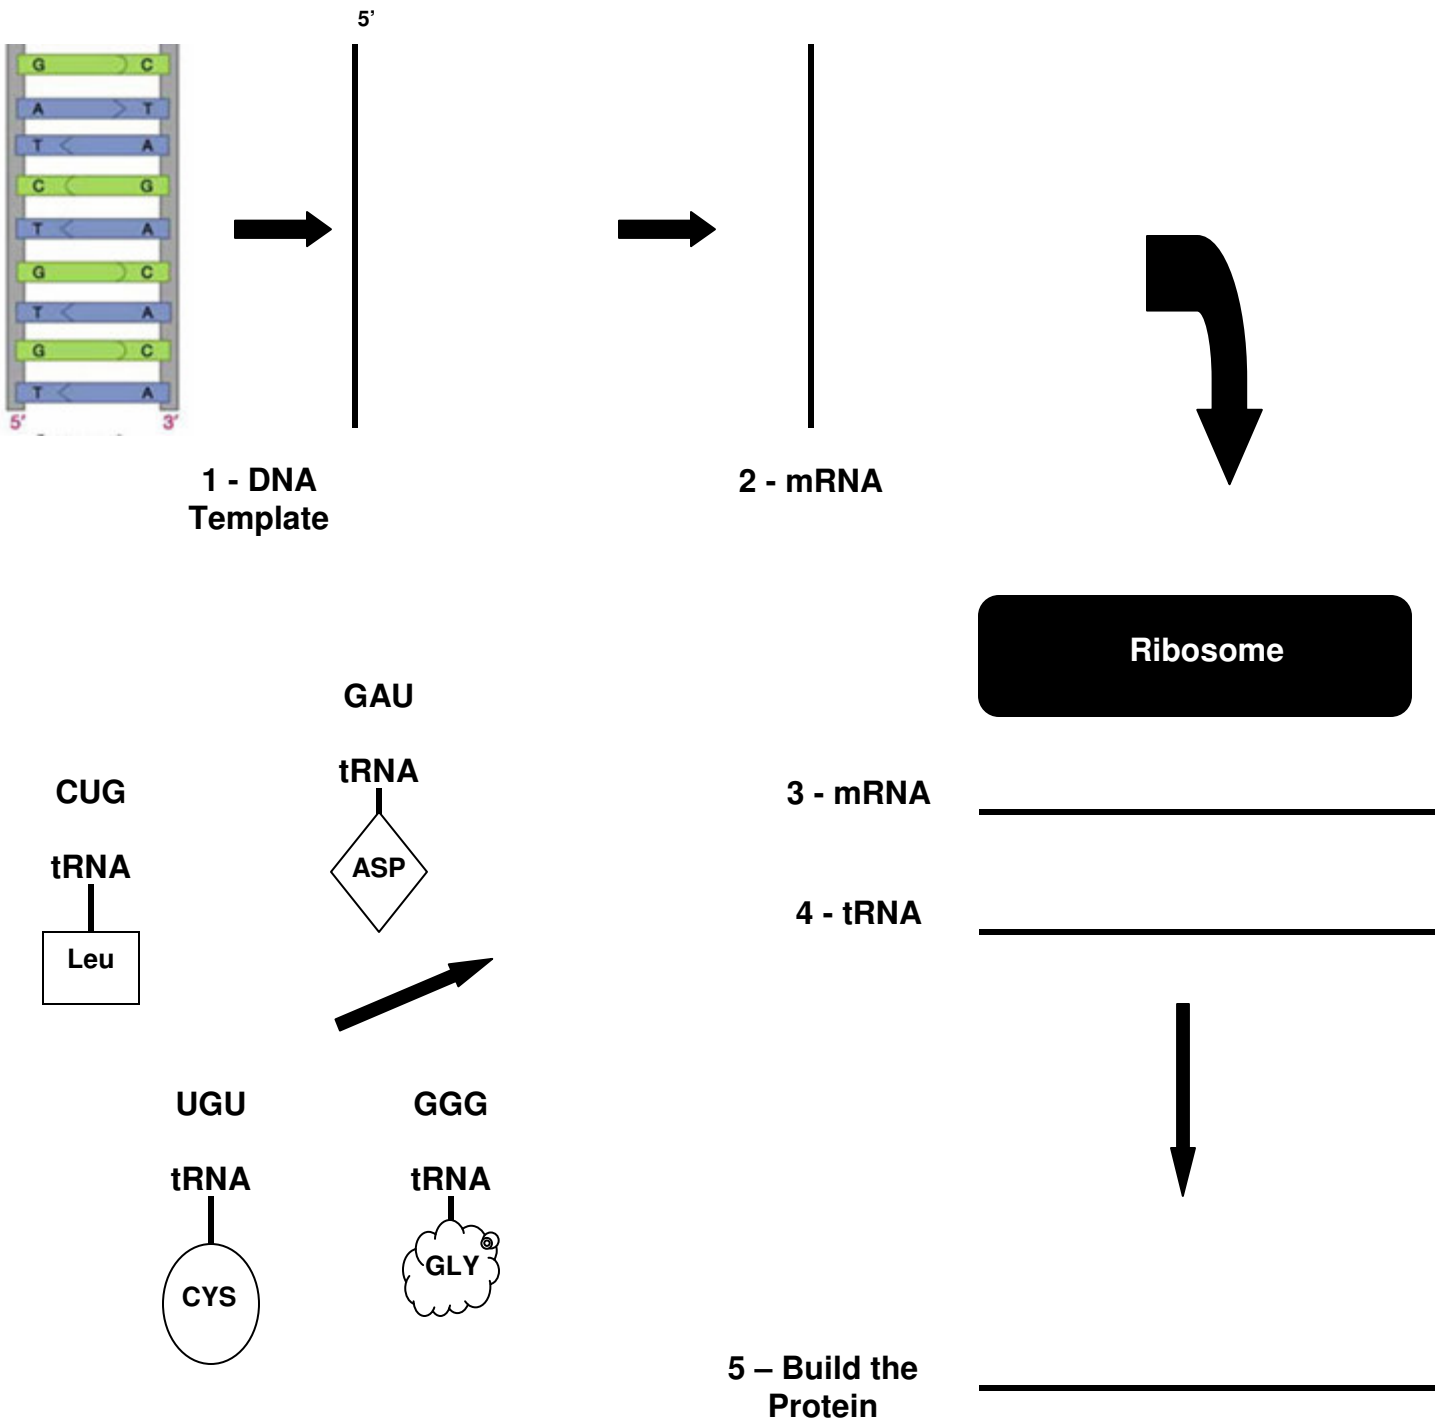 5’
G C
A T
T A
C G
T A
G C
T A
G C
T A
5' 3'
1 - DNA
Template
2 - mRNA
Ribosome
GAU
tRNA
ASP
CUG
tRNA
Leu
3 - mRNA
4 - tRNA
UGU
tRNA
CYS
GGG
tRNA
GLY
5 – Build the
Protein